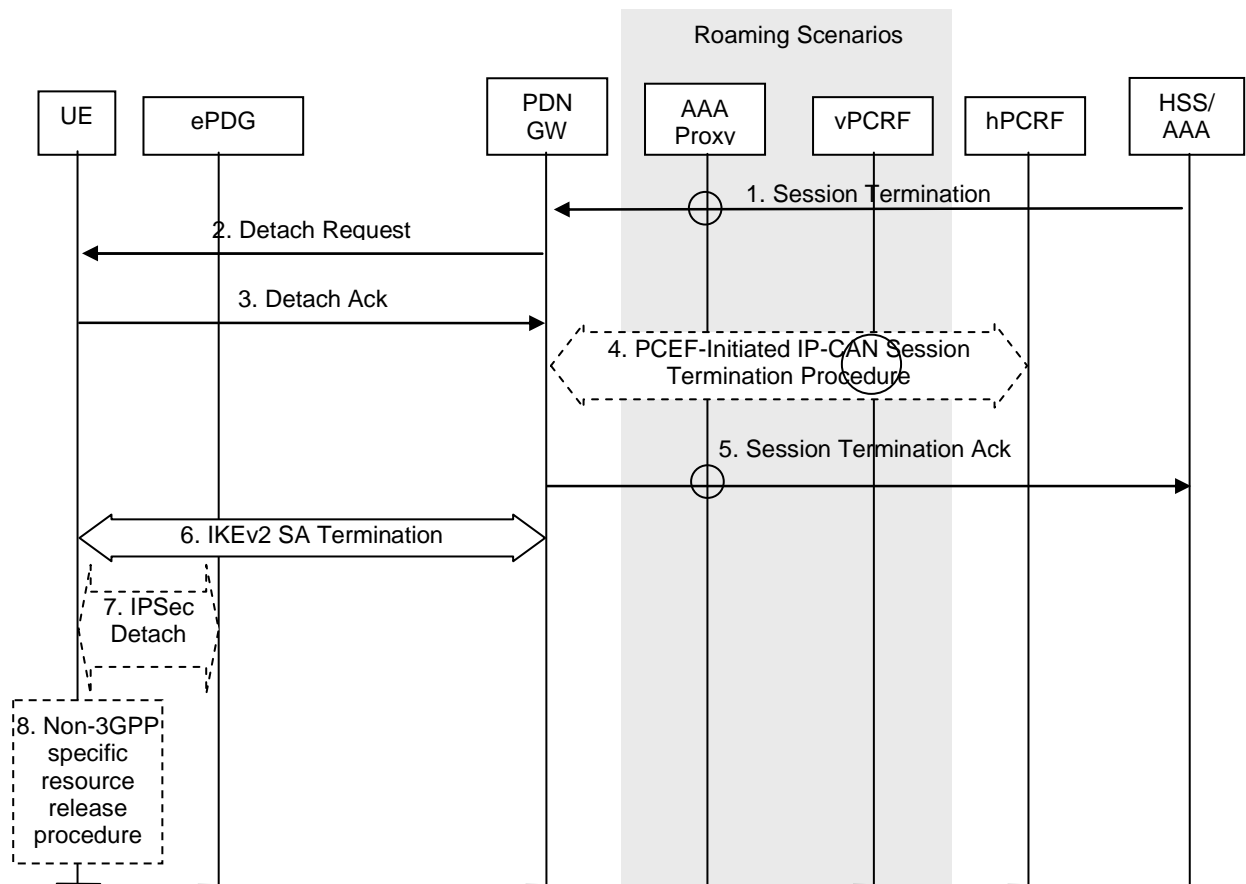 Roaming Scenarios
UE
ePDG
PDN
GW
AAA
Proxy
vPCRF
hPCRF
HSS/
AAA
1. Session Termination
2. Detach Request
3. Detach Ack
4. PCEF-Initiated IP-CAN Session
Termination Procedure
5. Session Termination Ack
6. IKEv2 SA Termination
7. IPSec
Detach
8. Non-3GPP
specific
resource
release
procedure